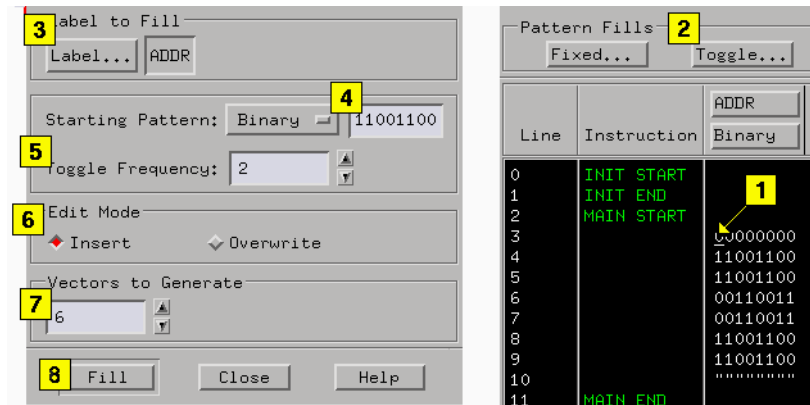 3
Label to Fill
Label... ADDR
4
Starting Pattern: Binary 11001100
5
Toggle Frequency: 2
6
Edit Mode
Insert Overwrite
Vectors to Generate
7
6
8
Fill Close Help
Pattern Fills 2
Fixed... Toggle...
ADDR
Line Instruction Binary
0 INIT START
1 INIT END
1
2 MAIN START
3 00000000
4 11001100
5 11001100
6 00110011
7 00110011
8 11001100
9 11001100
10 """"""""
11 MAIN END